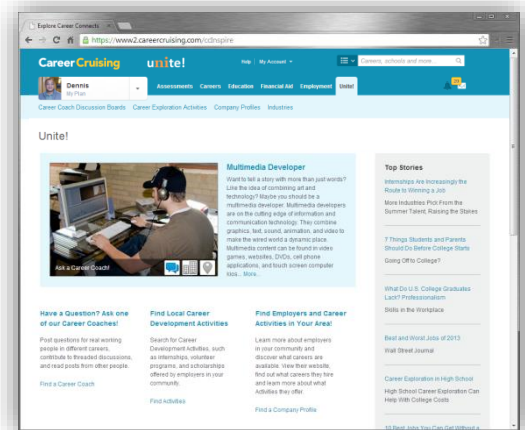 Explore Career Connects
https://www2.careercruising.com/cdnspire
Career Cruising
unite!
Help | My Account
Careers, schools and more
Dennis
My Plan
Assessments Careers Education Financial Aid Employment Unite!
Career Coach Discussion Boards Career Exploration Activities Company Profiles Industries
Unite!
Ask a Career Coach!
Multimedia Developer
Want to tell a story with more than just words?
Like the idea of combining art and
technology? Maybe you should be a
multimedia developer. Multimedia developers
are on the cutting edge of information and
communication technology. They combine
graphics, text, sound, animation, and video to
make the wired world a dynamic place.
Multimedia content can be found in video
games, websites, DVDs, cell phone
applications, and touch screen computer
More...
Have a Question? Ask one
of our Career Coaches!
Post questions for real working
people in different careers,
contribute to threaded discussions,
and read posts from other people.
Find a Career Coach
Find Local Career
Development Activities
Search for Career
Development Activities, such
as internships, volunteer
programs, and scholarships
offered by employers in your
community.
Find Activities
Find Employers and Career
Activities in Your Area!
Learn more about employers
in your community and
discover what careers are
available. View their website,
find out what careers they hire
and learn more about what
Activities they offer.
Find a Company Profile
Top Stories
Internships Are Increasingly the
Route to Winning a Job
More Industries Pick From the
Summer Talent, Raising the Stakes
7 Things Students and Parents
Should Do Before College Starts
Going Off to College?
What Do U.S. College Graduates
Lack? Professionalism
Skills in the Workplace
Best and Worst Jobs of 2013
Wall Street Journal
Career Exploration in High School
High School Career Exploration Can
Help With College Costs
10 Best Jobs You Can Get Without a